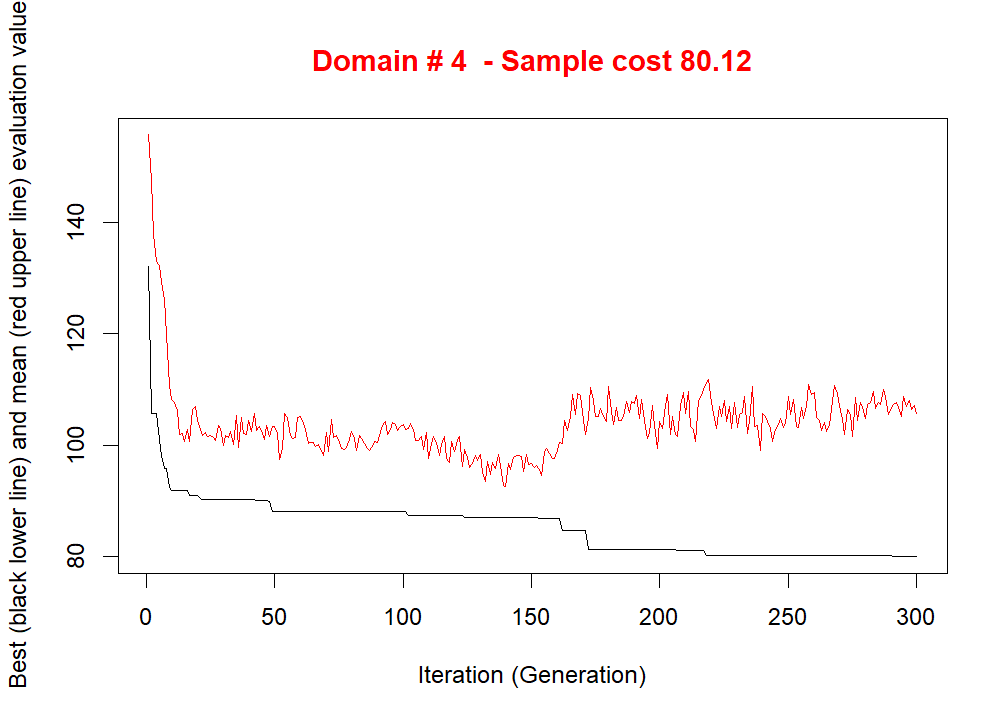 Domain # 4  - Sample cost 80.12
Best (black lower line) and mean (red upper line) evaluation value
140
120
100
80
0 50 100 150 200 250 300
Iteration (Generation)